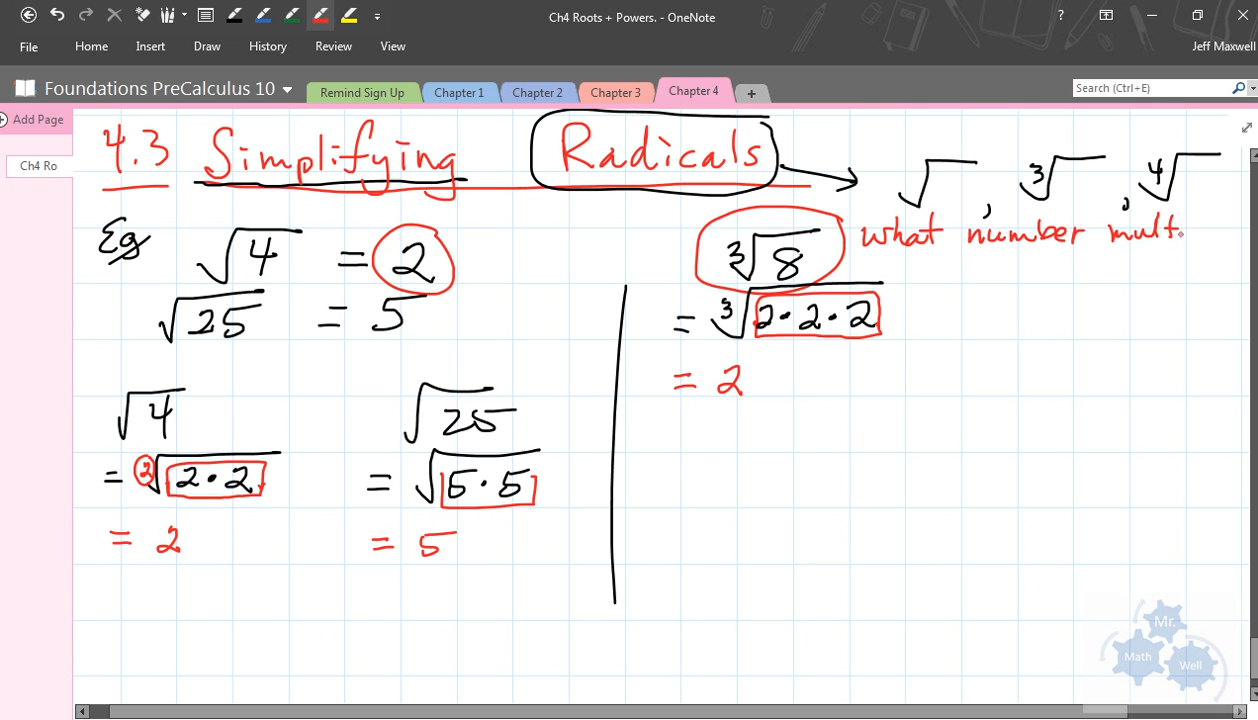 Ch4 Roots + Powers. - OneNote
?
File
Home
Insert
Draw
History
Review
View
Jeff Maxwell
Foundations PreCalculus 10
Remind Sign Up
Chapter 1
Chapter 2
Chapter 3
Chapter 4
+
Search (Ctrl+E)
Add Page
Ch4 Ro
4.3 Simplifying Radicals → √ , ∛ , ∜
Eg √4 = 2
√25 = 5
√4
= ²√2·2
= 2
√25
= √5·5
= 5
∛8
= ∛2·2·2
= 2
what number mult
Mr.
Math
Well